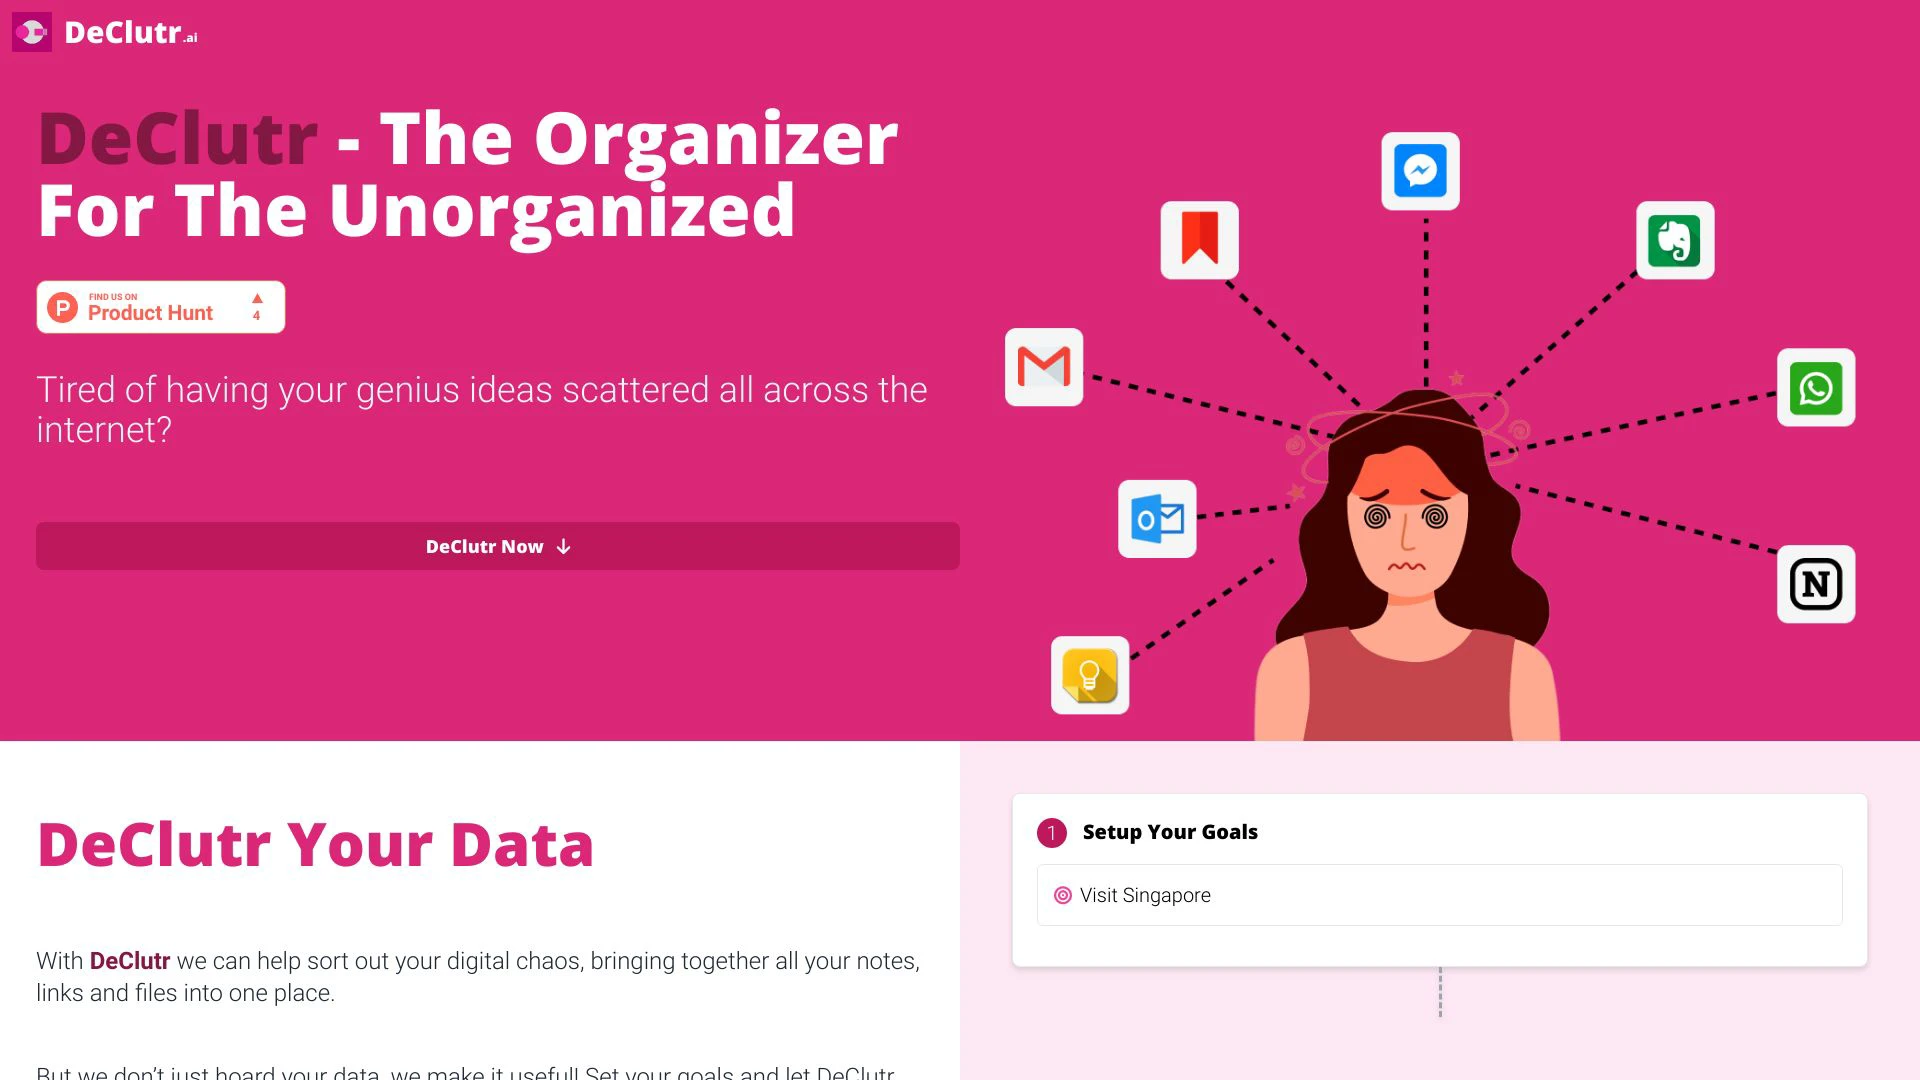 DeClutr.ai
DeClutr - The Organizer
For The Unorganized
FIND US ON
Product Hunt
4
Tired of having your genius ideas scattered all across the
internet?
DeClutr Now
N
DeClutr Your Data
With DeClutr we can help sort out your digital chaos, bringing together all your notes,
links and files into one place.
But we don't just hoard your data, we make it useful! Set your goals and let DeClutr
1 Setup Your Goals
Visit Singapore